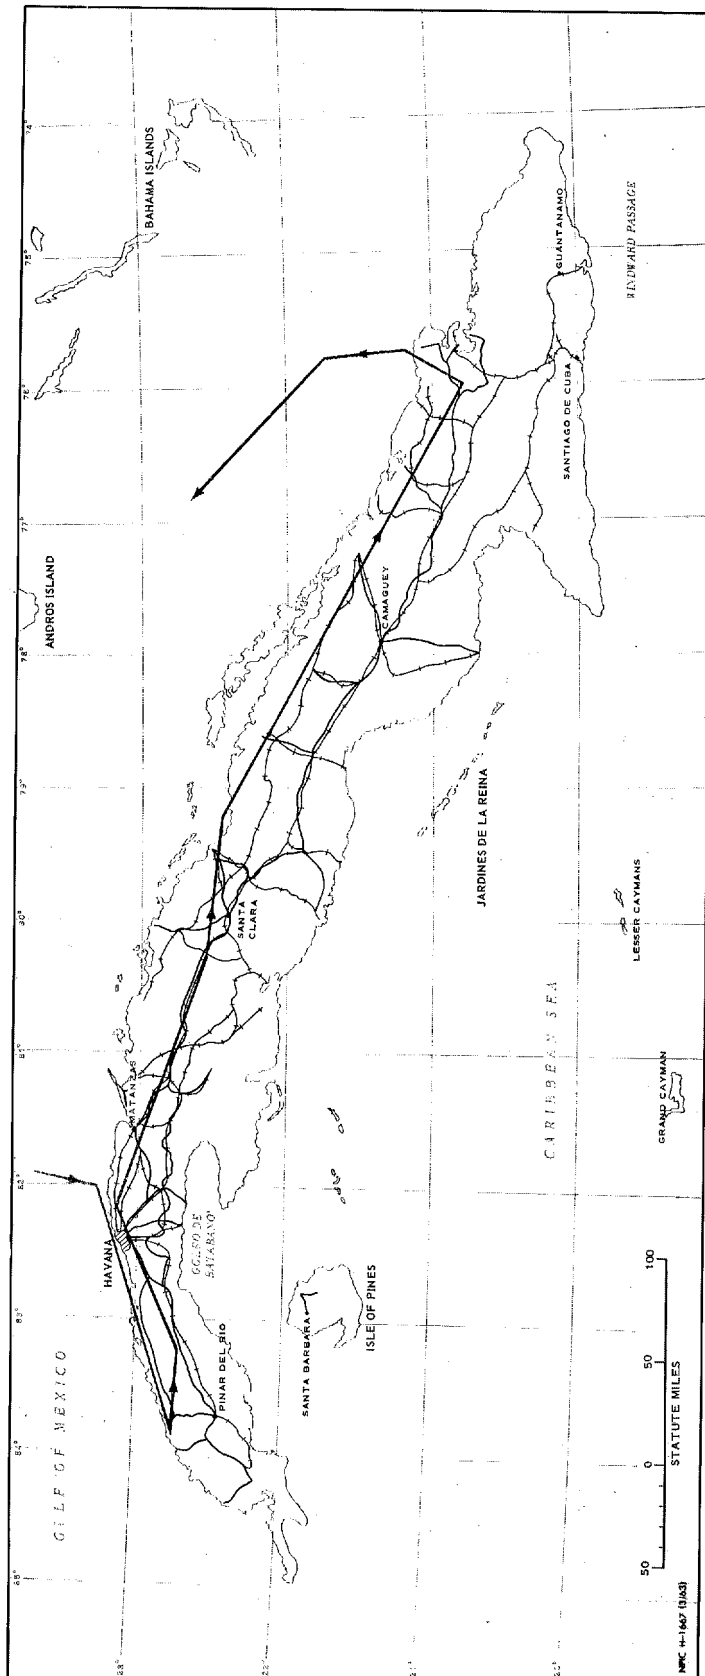 85°
84°
83°
82°
81°
80°
79°
78°
77°
76°
75°
74°
GULF OF MEXICO
HAVANA
MATANZAS
ANDROS ISLAND
BAHAMA ISLANDS
23°
PINAR DEL RIO
GOLFO DE
BATABANO
SANTA
CLARA
22°
SANTA BARBARA
ISLE OF PINES
CAMAGUEY
JARDINES DE LA REINA
21°
GUANTANAMO
SANTIAGO DE CUBA
CARIBBEAN SEA
WINDWARD PASSAGE
LESSER CAYMANS
GRAND CAYMAN
50 0 50 100
STATUTE MILES
NPIC H-1667 (3/63)